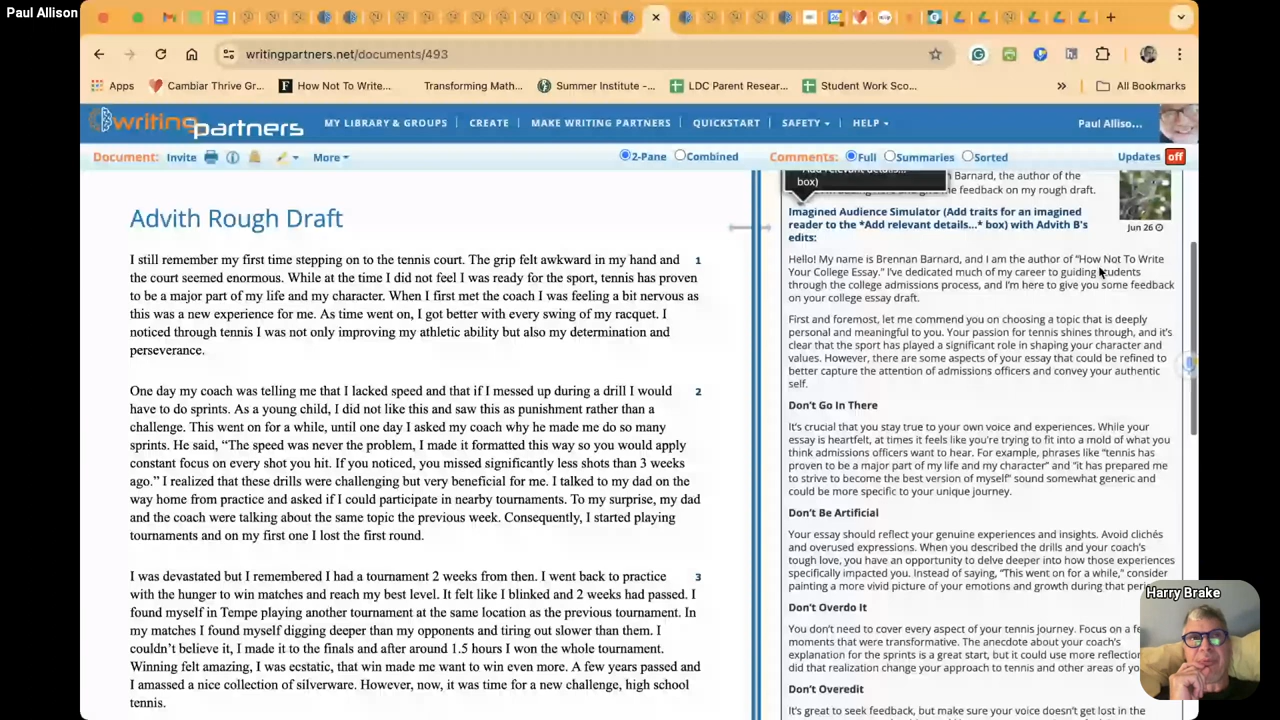 Paul Allison
writingpartners.net/documents/493
Apps
Cambiar Thrive Gr...
How Not To Write...
Transforming Math...
Summer Institute -...
LDC Parent Resear...
Student Work Sco...
»
All Bookmarks
writing partners
MY LIBRARY & GROUPS
CREATE
MAKE WRITING PARTNERS
QUICKSTART
SAFETY
HELP
Paul Alliso...
Document:
Invite
More
2-Pane
Combined
Comments:
Full
Summaries
Sorted
Updates
off
Advith Rough Draft
I still remember my first time stepping on to the tennis court. The grip felt awkward in my hand and
1
the court seemed enormous. While at the time I did not feel I was ready for the sport, tennis has proven
to be a major part of my life and my character. When I first met the coach I was feeling a bit nervous as
this was a new experience for me. As time went on, I got better with every swing of my racquet. I
noticed through tennis I was not only improving my athletic ability but also my determination and
perseverance.
One day my coach was telling me that I lacked speed and that if I messed up during a drill I would
2
have to do sprints. As a young child, I did not like this and saw this as punishment rather than a
challenge. This went on for a while, until one day I asked my coach why he made me do so many
sprints. He said, “The speed was never the problem, I made it formatted this way so you would apply
constant focus on every shot you hit. If you noticed, you missed significantly less shots than 3 weeks
ago.” I realized that these drills were challenging but very beneficial for me. I talked to my dad on the
way home from practice and asked if I could participate in nearby tournaments. To my surprise, my dad
and the coach were talking about the same topic the previous week. Consequently, I started playing
tournaments and on my first one I lost the first round.
I was devastated but I remembered I had a tournament 2 weeks from then. I went back to practice
3
with the hunger to win matches and reach my best level. It felt like I blinked and 2 weeks had passed. I
found myself in Tempe playing another tournament at the same location as the previous tournament. In
my matches I found myself digging deeper than my opponents and tiring out slower than them. I
couldn’t believe it, I made it to the finals and after around 1.5 hours I won the whole tournament.
Winning felt amazing, I was ecstatic, that win made me want to win even more. A few years passed and
I amassed a nice collection of silverware. However, now, it was time for a new challenge, high school
tennis.
box)
Barnard, the author of the
feedback on my rough draft.
Jun 26
Imagined Audience Simulator (Add traits for an imagined
reader to the *Add relevant details...* box) with Advith B's
edits:
Hello! My name is Brennan Barnard, and I am the author of “How Not To Write
Your College Essay.” I’ve dedicated much of my career to guiding students
through the college admissions process, and I’m here to give you some feedback
on your college essay draft.
First and foremost, let me commend you on choosing a topic that is deeply
personal and meaningful to you. Your passion for tennis shines through, and it’s
clear that the sport has played a significant role in shaping your character and
values. However, there are some aspects of your essay that could be refined to
better capture the attention of admissions officers and convey your authentic
self.
Don’t Go In There
It’s crucial that you stay true to your own voice and experiences. While your
essay is heartfelt, at times it feels like you’re trying to fit into a mold of what you
think admissions officers want to hear. For example, phrases like “tennis has
proven to be a major part of my life and my character” and “it has prepared me
to strive to become the best version of myself” sound somewhat generic and
could be more specific to your unique journey.
Don’t Be Artificial
Your essay should reflect your genuine experiences and insights. Avoid clichés
and overused expressions. When you described the drills and your coach’s
tough love, you have an opportunity to delve deeper into how those experiences
specifically impacted you. Instead of saying, “This went on for a while,” consider
painting a more vivid picture of your emotions and growth during that
Don’t Overdo It
You don’t need to cover every aspect of your tennis journey. Focus on a
moments that were transformative. The anecdote about your coach’s
explanation for the sprints is a great start, but it could use more
did that realization change your approach to tennis and other areas of
Don’t Overedit
It’s great to seek feedback, but make sure your voice doesn’t get lost in the
Harry Brake